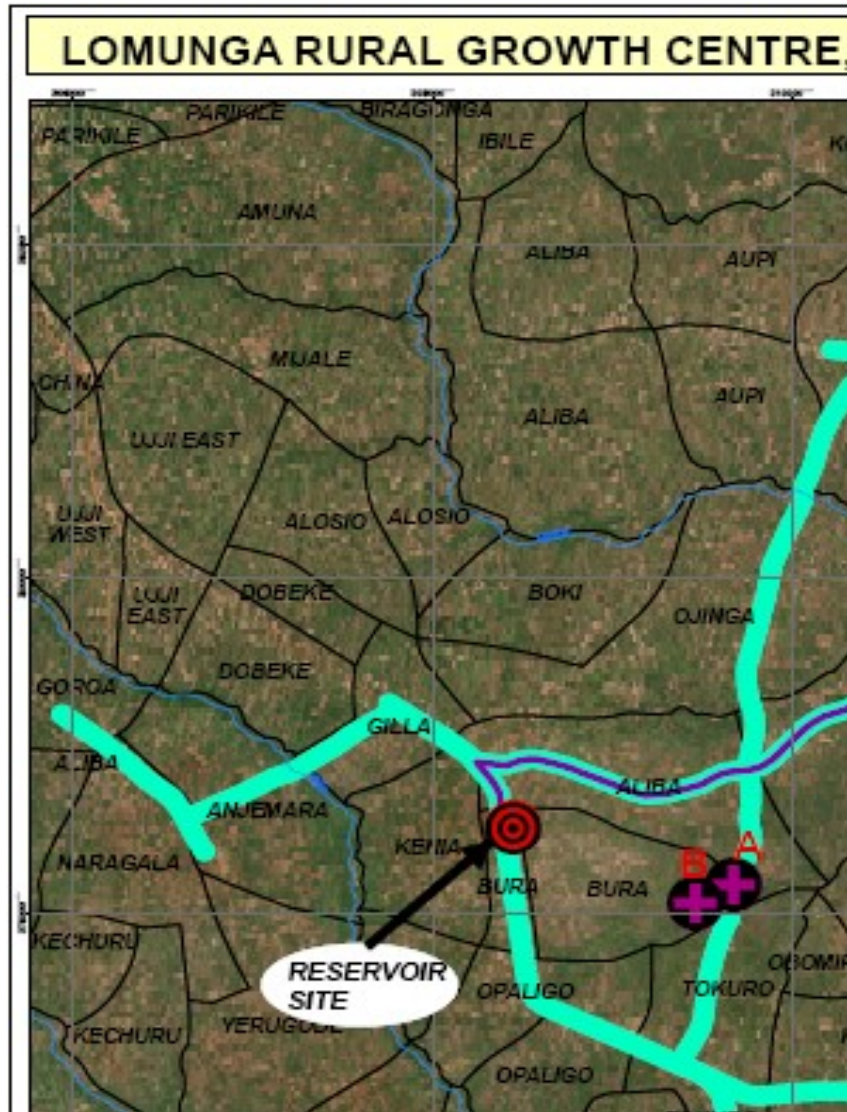 LOMUNGA RURAL GROWTH CENTRE,
PARIKILE
BIRAGONGA
PARIKILE
IBILE
AMUNA
ALIBA
AUPI
MUALE
CHINA
AUPI
ALIBA
UJJI EAST
UJJI
WEST
ALOSIO
ALOSIO
UJJI
EAST
DOBEKE
BOKI
OJINGA
DOBEKE
GOROA
GILLA
ALIBA
ALIBA
ANJEMARA
KENIA
NARAGALA
BURA
BURA
B
A
KECHURU
RESERVOIR
SITE
OPALIGO
TOKURO
KECHURU
OPALIGO